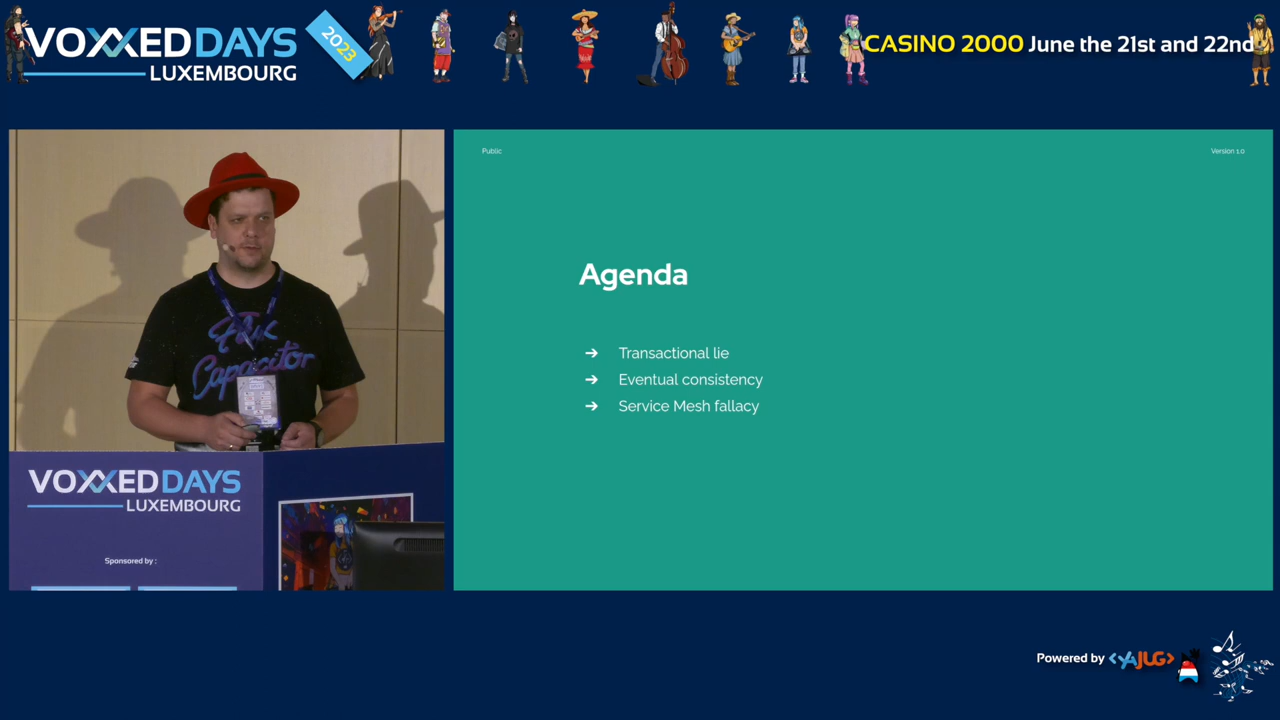 VOXXED DAYS
LUXEMBOURG
2023
CASINO 2000 June the 21st and 22nd
Public
Version 1.0
Agenda
➔ Transactional lie
➔ Eventual consistency
➔ Service Mesh fallacy
Flux
Capacitor
VOXXED DAYS
LUXEMBOURG
Sponsored by :
Powered by <YAJUG>